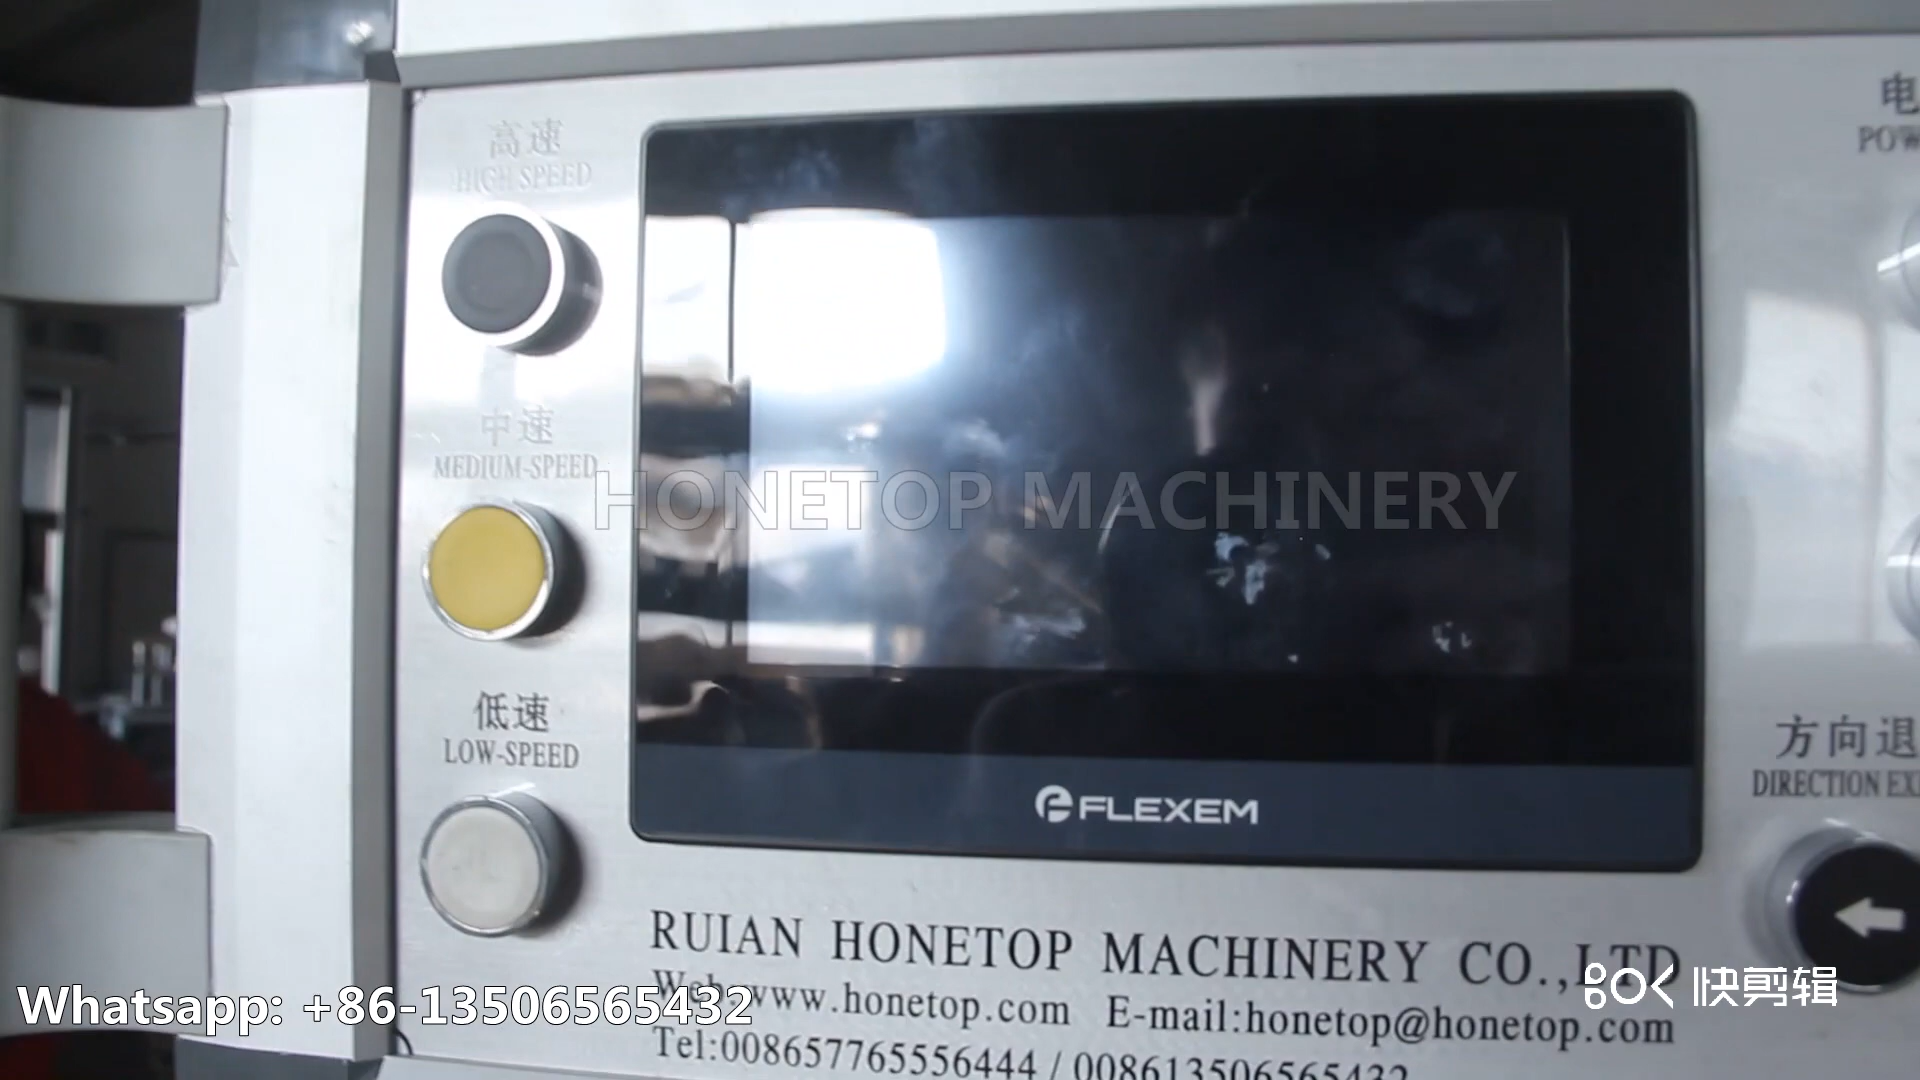 高速
HIGH SPEED
中速
MEDIUM-SPEED
低速
LOW-SPEED
HONETOP MACHINERY
FLEXEM
RUIAN HONETOP MACHINERY CO.,LTD
Web:www.honetop.com E-mail:honetop@honetop.com
Tel:008657765556444 / 008613506565432
电
POW
方向退
DIRECTION EX
Whatsapp: +86-13506565432
快剪辑